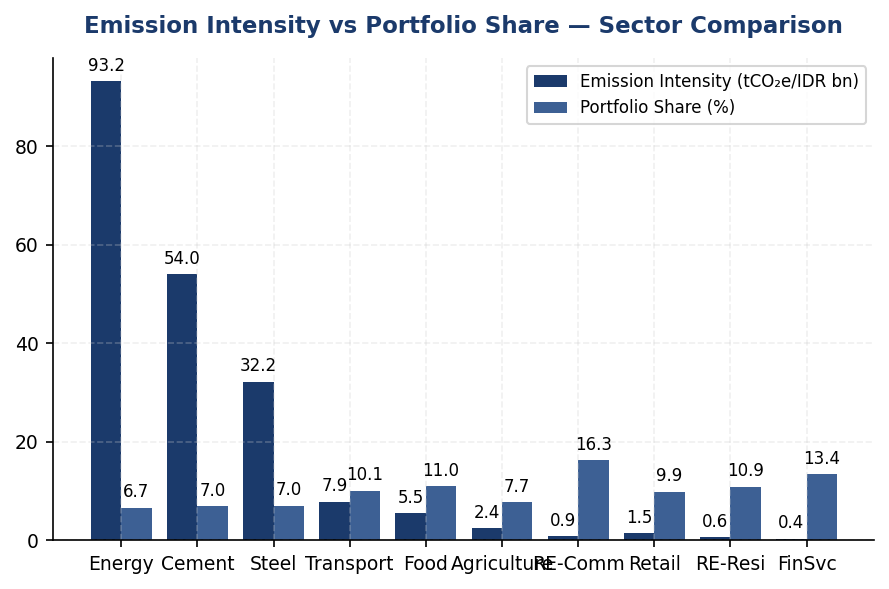 Emission Intensity vs Portfolio Share — Sector Comparison
Emission Intensity (tCO₂e/IDR bn)
Portfolio Share (%)
80
60
40
20
0
93.2
6.7
54.0
7.0
32.2
7.0
7.9
10.1
5.5
11.0
2.4
7.7
0.9
16.3
1.5
9.9
0.6
10.9
0.4
13.4
Energy
Cement
Steel
Transport
Food
Agriculture
RE-Comm
Retail
RE-Resi
FinSvc